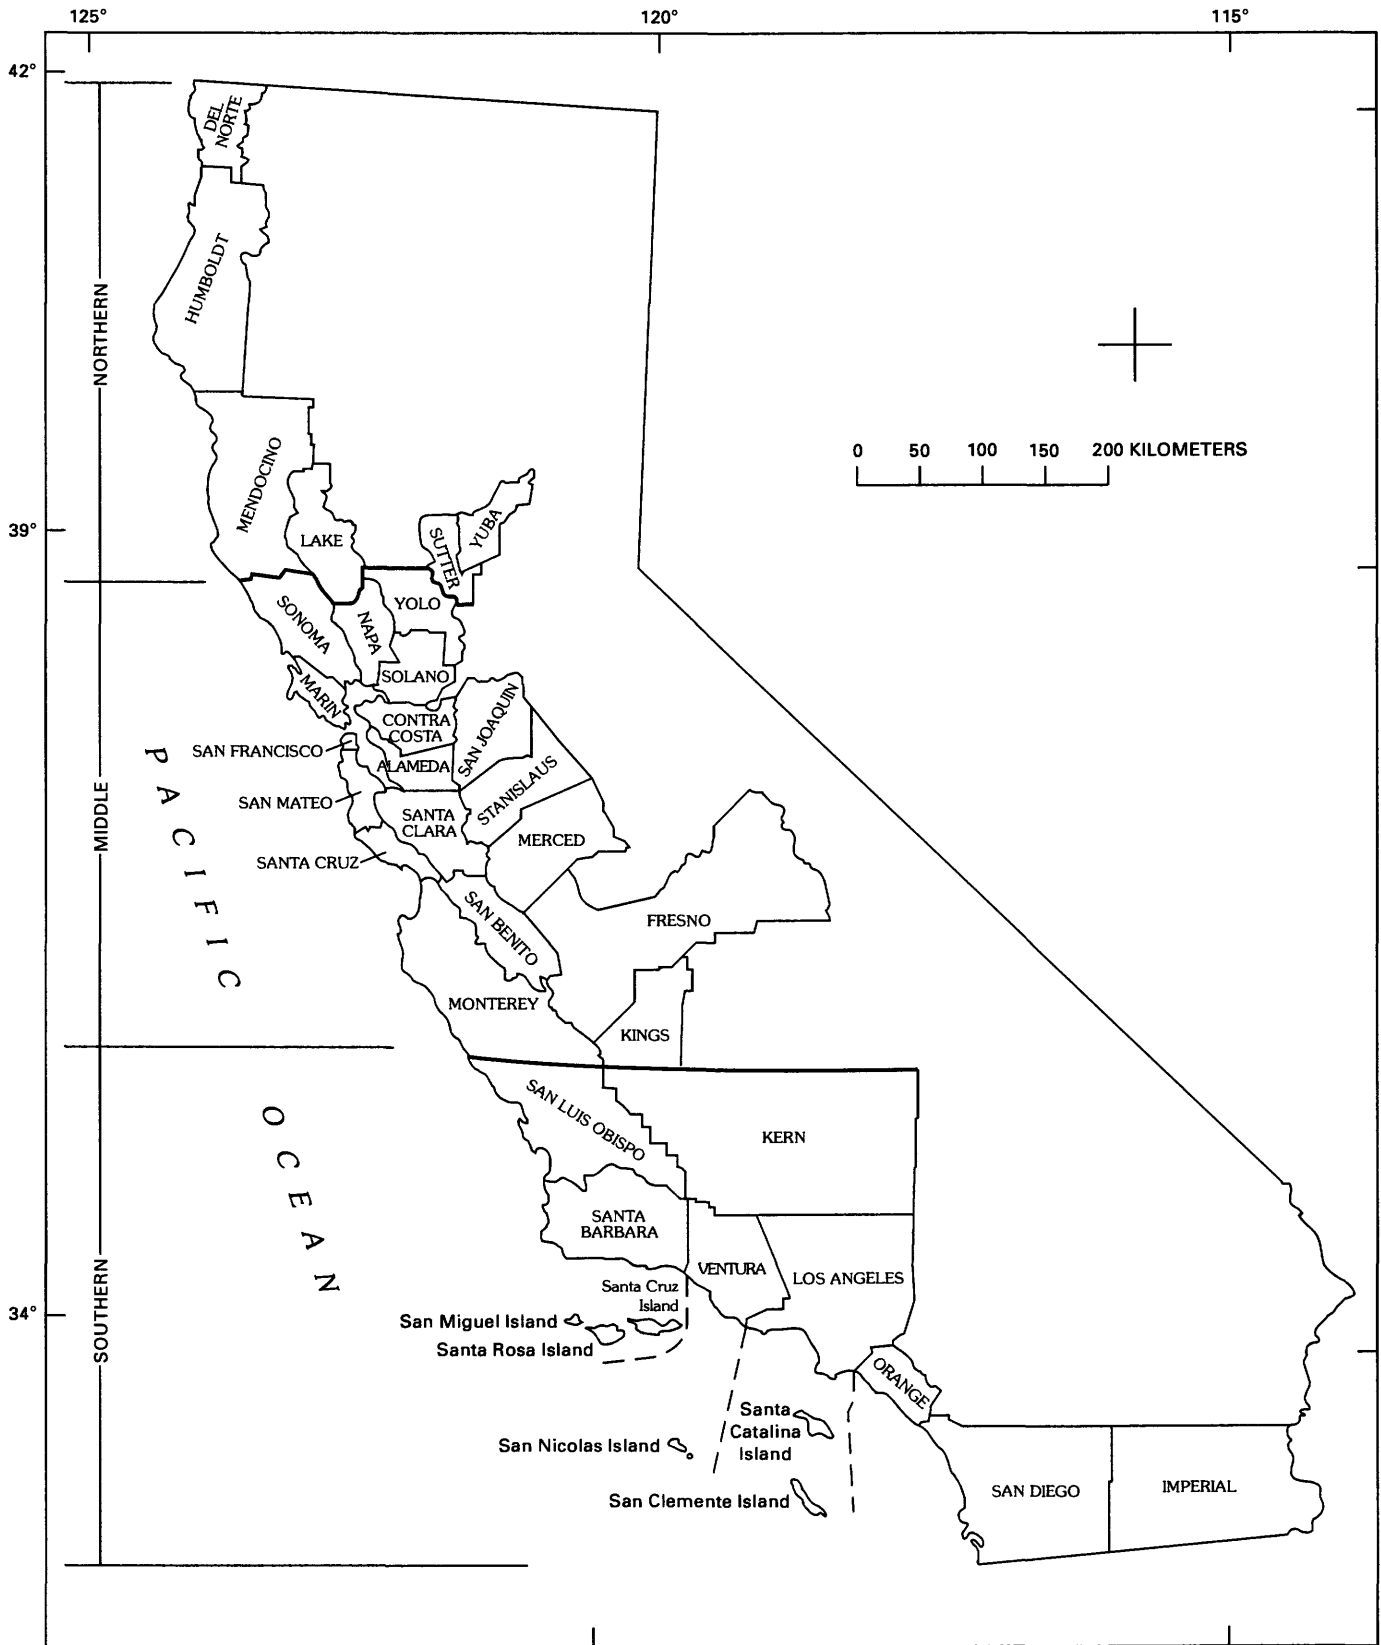 125°
120°
115°
42°
DEL
NORTE
HUMBOLDT
NORTHERN
0 50 100 150 200 KILOMETERS
MENDOCINO
39°
LAKE
SUTTER
YUBA
SONOMA
NAPA
YOLO
SOLANO
MARIN
CONTRA
COSTA
SAN JOAQUIN
SAN FRANCISCO
ALAMEDA
STANISLAUS
SAN MATEO
SANTA
CLARA
MERCED
MIDDLE
SANTA CRUZ
PACIFIC
SAN BENITO
FRESNO
MONTEREY
KINGS
OCEAN
SAN LUIS OBISPO
KERN
SANTA
BARBARA
VENTURA
LOS ANGELES
SOUTHERN
34°
Santa Cruz
Island
San Miguel Island
Santa Rosa Island
ORANGE
Santa
Catalina
Island
San Nicolas Island
San Clemente Island
SAN DIEGO
IMPERIAL